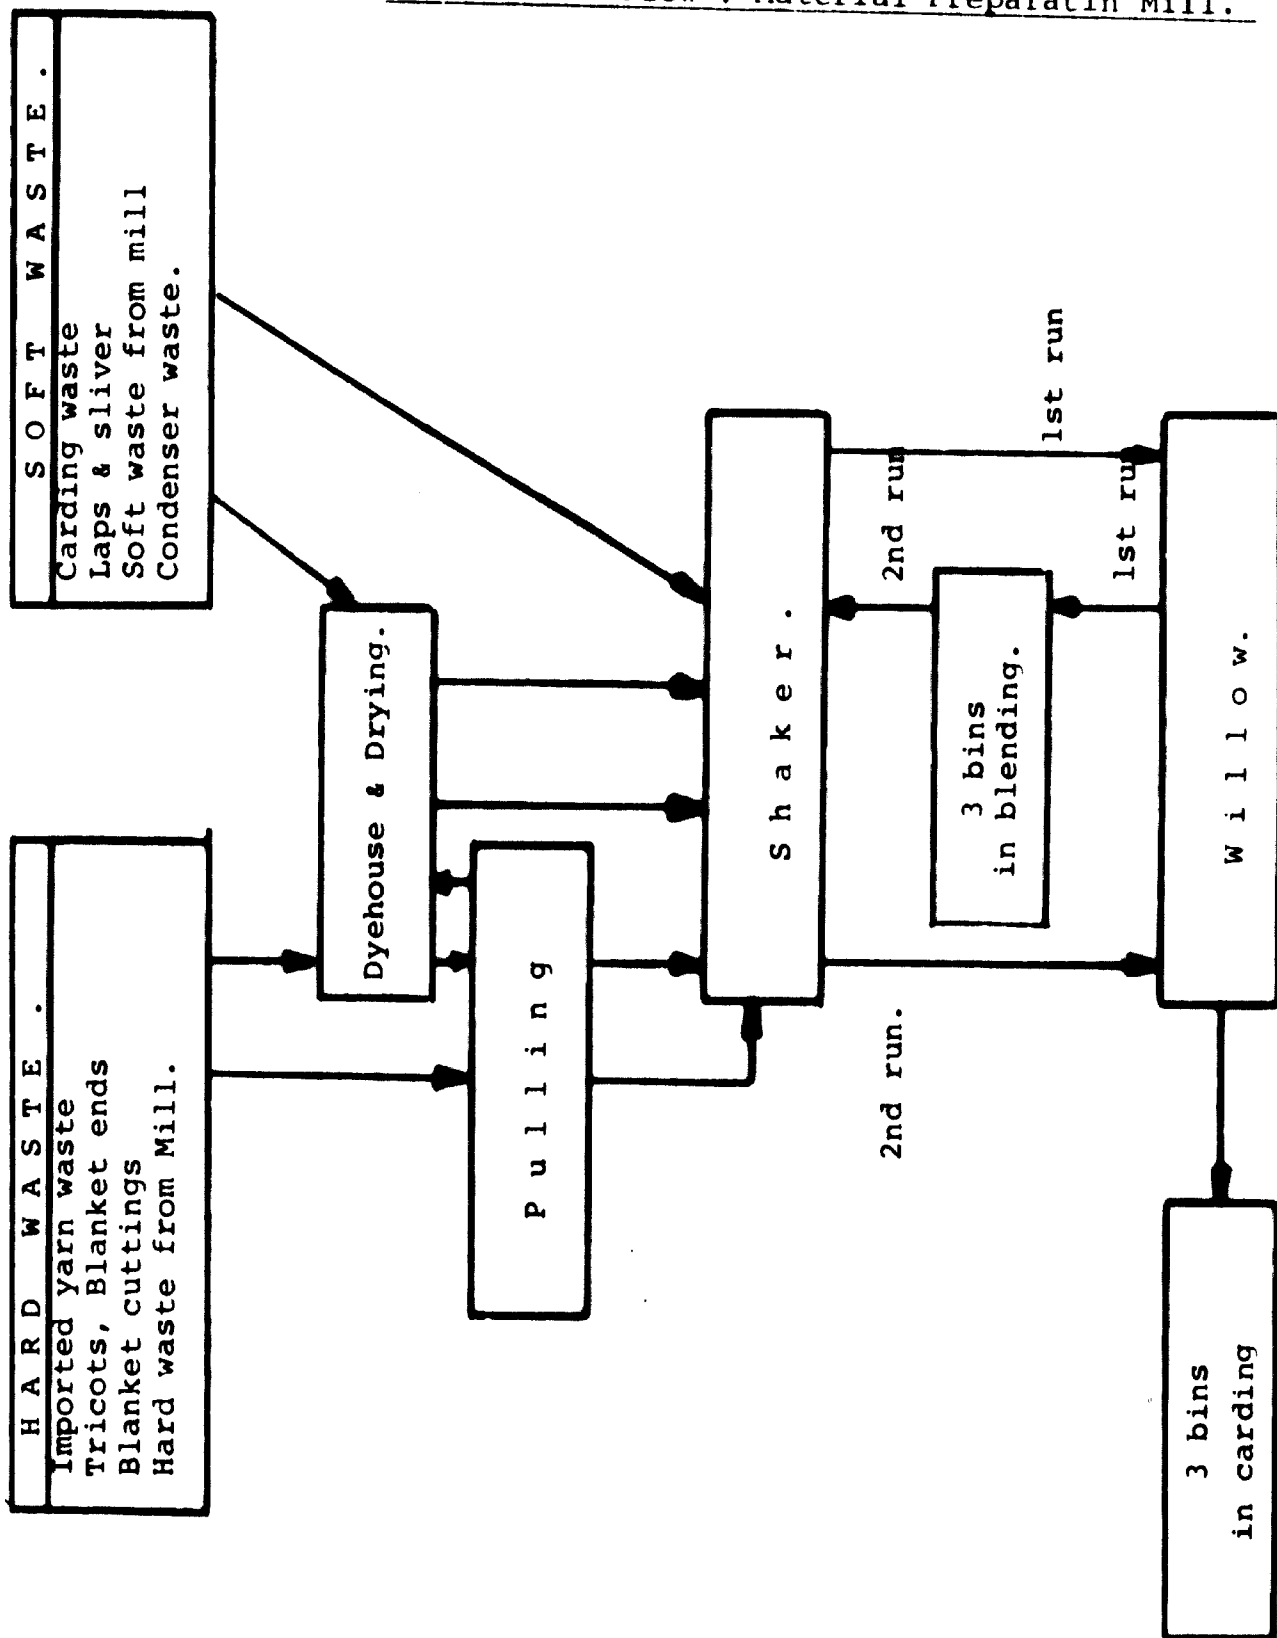 Material Preparatin Mill.
H A R D   W A S T E .
Imported yarn waste
Tricots, Blanket ends
Blanket cuttings
Hard waste from Mill.
S O F T   W A S T E .
Carding waste
Laps & sliver
Soft waste from mill
Condenser waste.
Dyehouse & Drying.
P u l l i n g
S h a k e r .
2nd run.
2nd run
1st run
3 bins
in blending.
1st run
W i l l o w.
3 bins
in carding